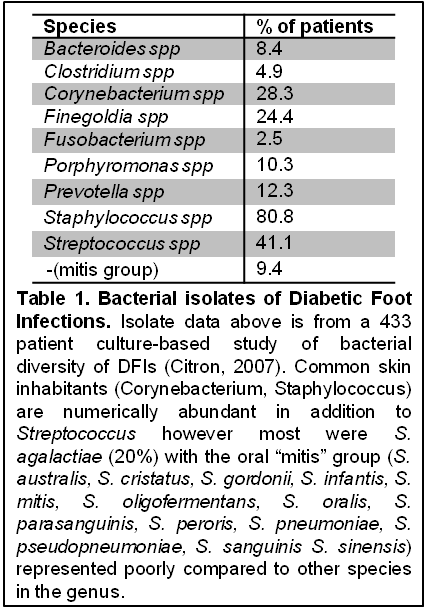 Species % of patients
Bacteroides spp 8.4
Clostridium spp 4.9
Corynebacterium spp 28.3
Finegoldia spp 24.4
Fusobacterium spp 2.5
Porphyromonas spp 10.3
Prevotella spp 12.3
Staphylococcus spp 80.8
Streptococcus spp 41.1
-(mitis group) 9.4
Table 1. Bacterial isolates of Diabetic Foot
Infections. Isolate data above is from a 433
patient culture-based study of bacterial
diversity of DFIs (Citron, 2007). Common skin
inhabitants (Corynebacterium, Staphylococcus)
are numerically abundant in addition to
Streptococcus however most were S.
agalactiae (20%) with the oral “mitis” group (S.
australis, S. cristatus, S. gordonii, S. infantis, S.
mitis, S. oligofermentans, S. oralis, S.
parasanguinis, S. peroris, S. pneumoniae, S.
pseudopneumoniae, S. sanguinis S. sinensis)
represented poorly compared to other species
in the genus.